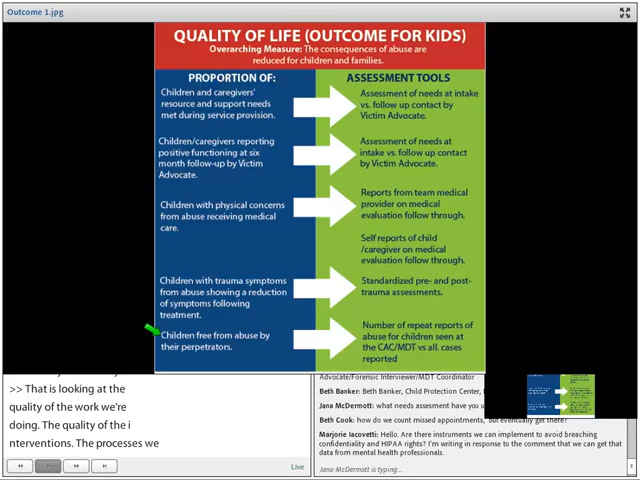 Outcome 1.jpg
QUALITY OF LIFE (OUTCOME FOR KIDS)
Overarching Measure: The consequences of abuse are
reduced for children and families.
PROPORTION OF:
ASSESSMENT TOOLS
Children and caregivers'
resource and support needs
met during service provision.
Assessment of needs at intake
vs. follow up contact by
Victim Advocate.
Children/caregivers reporting
positive functioning at six
month follow-up by Victim
Advocate.
Assessment of needs at
intake vs. follow up contact
by Victim Advocate.
Children with physical concerns
from abuse receiving medical
care.
Reports from team medical
provider on medical
evaluation follow through.
Self reports of child
/caregiver on medical
evaluation follow through.
Children with trauma symptoms
from abuse showing a reduction
of symptoms following
treatment.
Standardized pre- and post-
trauma assessments.
Children free from abuse by
their perpetrators.
Number of repeat reports of
abuse for children seen at
the CAC/MDT vs all. cases
reported
>> That is looking at the
quality of the work we're
doing. The quality of the i
nterventions. The processes we
Live
Advocate/Forensic Interviewer/MDT Coordinator
Beth Banker: Beth Banker, Child Protection Center,
Jana McDermott: what needs assessment have you u
Beth Cook: how do we count missed appointments, but eventually get there?
Marjorie Iacovetti: Hello. Are there instruments we can implement to avoid breaching
confidentiality and HIPAA rights? I'm writing in response to the comment that we can get that
data from mental health professionals.
Jana McDermott is typing...